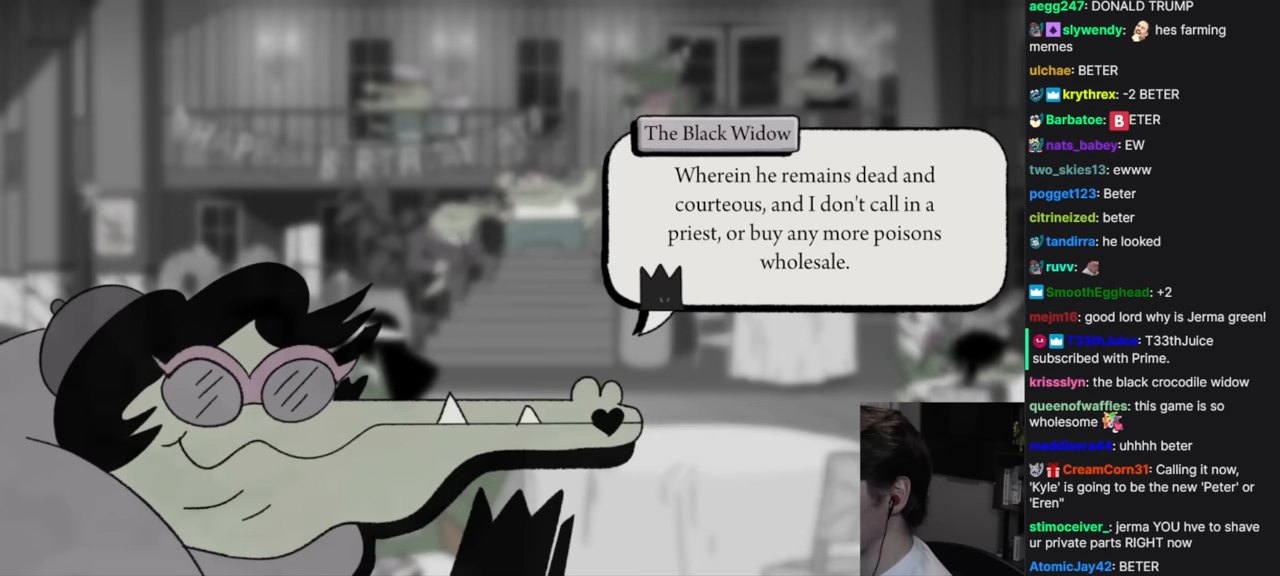 The Black Widow
Wherein he remains dead and
courteous, and I don't call in a
priest, or buy any more poisons
wholesale.
aegg247: DONALD TRUMP
slywendy: hes farming
memes
ulchae: BETER
krythrex: -2 BETER
Barbatoe: BETER
nats_babey: EW
two_skies13: ewww
pogget123: Beter
citrineized: beter
tandirra: he looked
ruvv:
SmoothEgghead: +2
mejm16: good lord why is Jerma green!
T33thJuice: T33thJuice
subscribed with Prime.
krissslyn: the black crocodile widow
queenofwaffles: this game is so
wholesome
uhhhh beter
CreamCorn31: Calling it now,
'Kyle' is going to be the new 'Peter' or
'Eren"
stimoceiver_: jerma YOU hve to shave
ur private parts RIGHT now
AtomicJay42: BETER